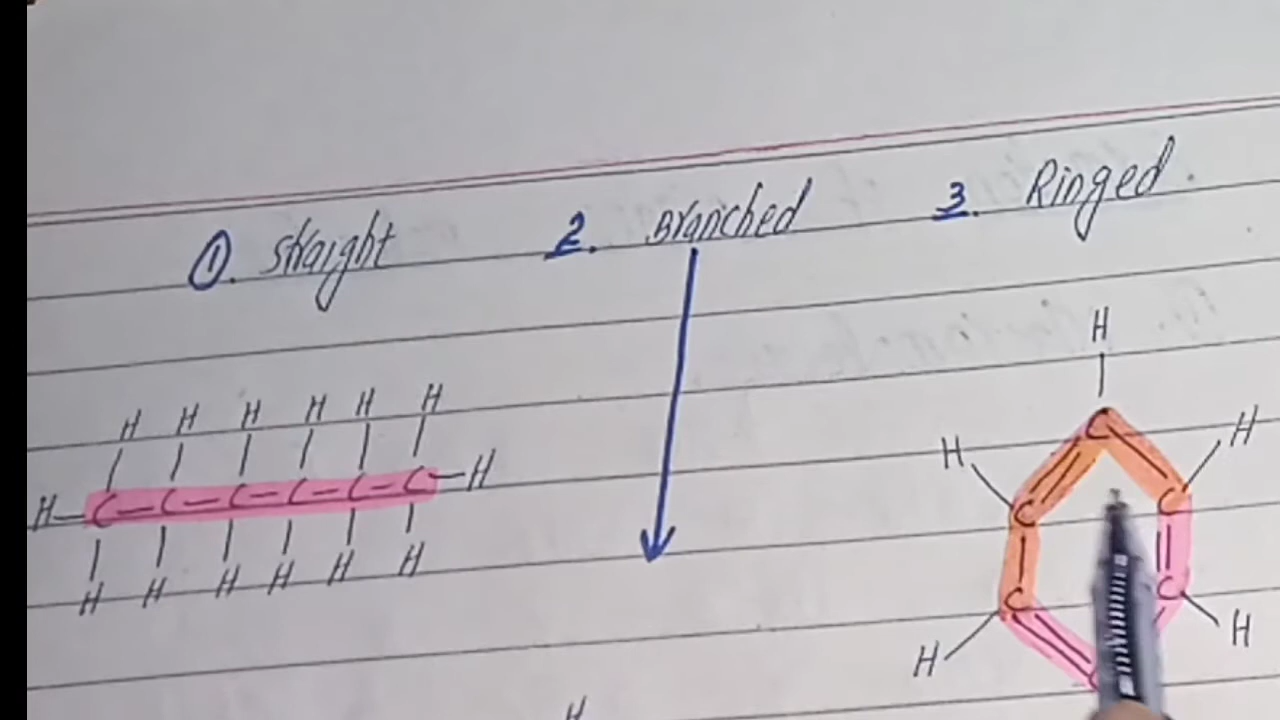 1. Straight 2. Branched 3. Ringed.
H
H H H H H H
H H
H-C-C-C-C-C-C-H
C
C C
H H H H H H
C C
H H
H